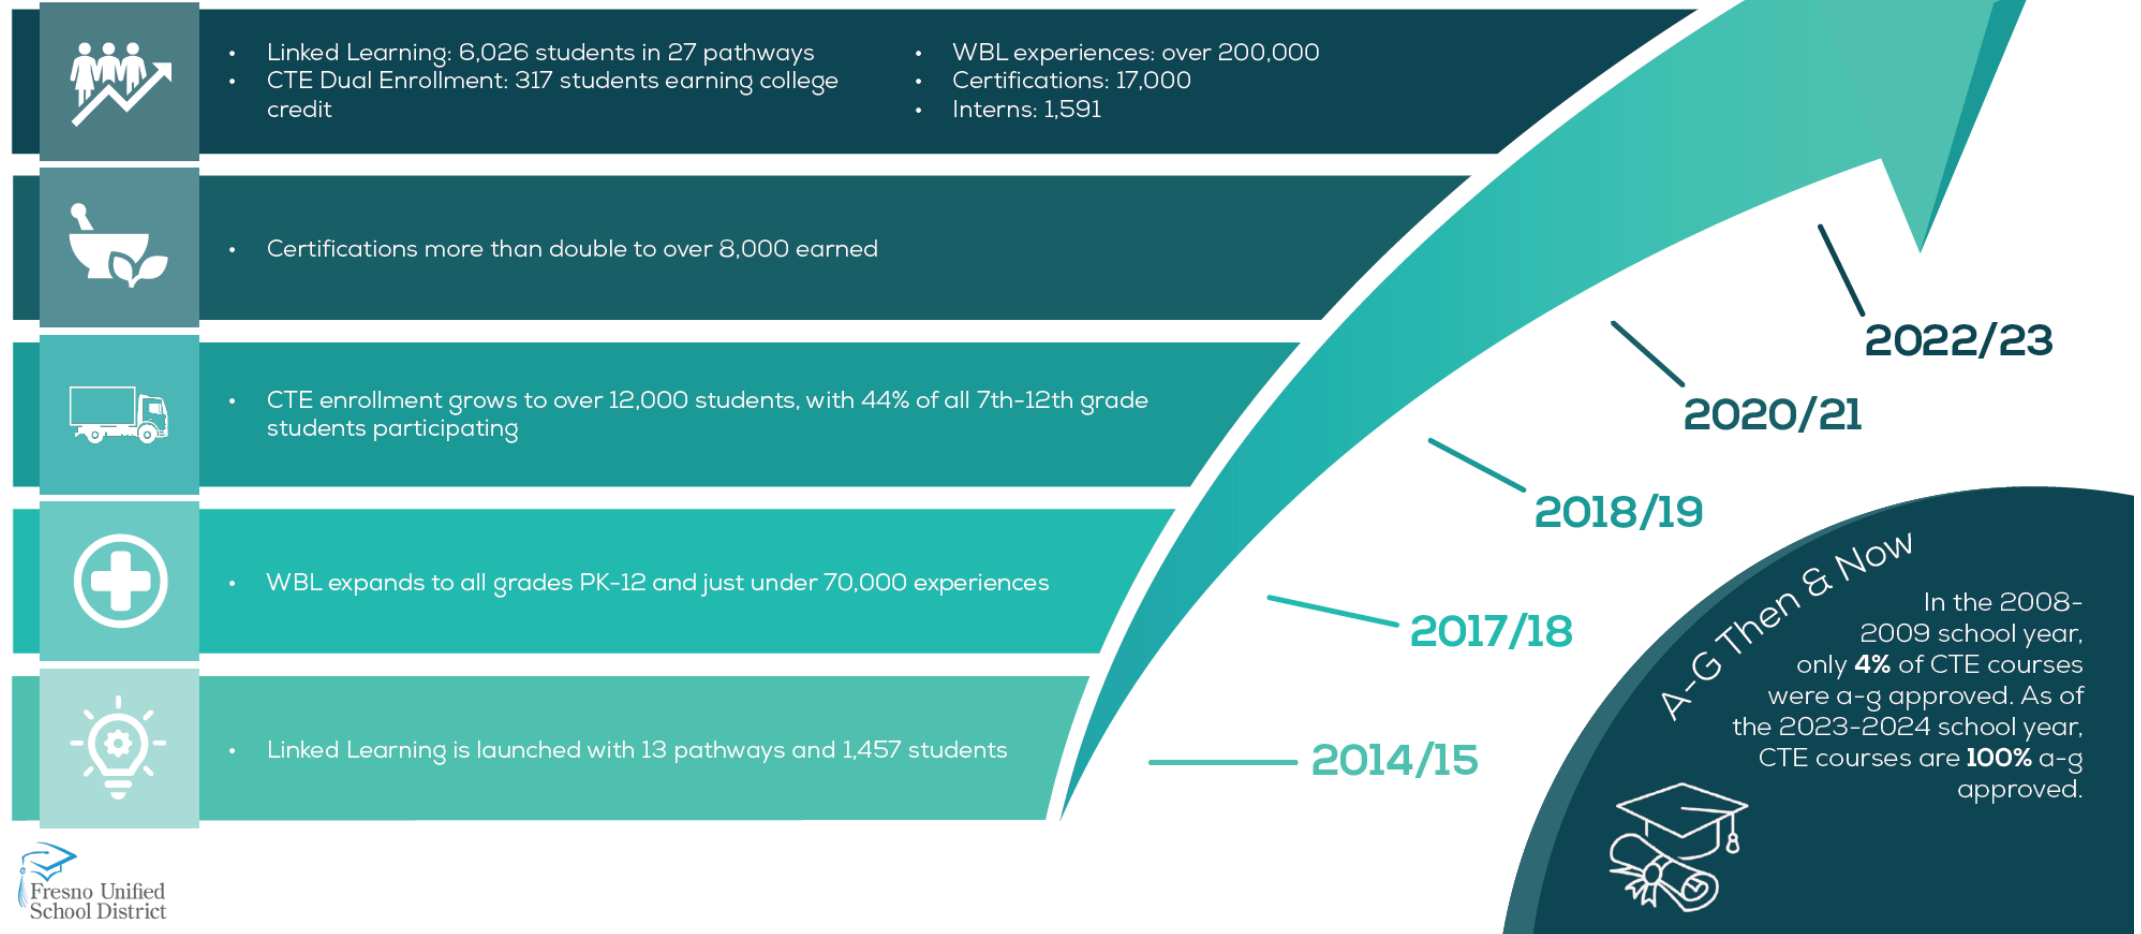 • Linked Learning: 6,026 students in 27 pathways
• CTE Dual Enrollment: 317 students earning college
credit
• WBL experiences: over 200,000
• Certifications: 17,000
• Interns: 1,591
• Certifications more than double to over 8,000 earned
• CTE enrollment grows to over 12,000 students, with 44% of all 7th-12th grade
students participating
• WBL expands to all grades PK-12 and just under 70,000 experiences
• Linked Learning is launched with 13 pathways and 1,457 students
2022/23
2020/21
2018/19
2017/18
2014/15
A-G Then & Now
In the 2008-
2009 school year,
only 4% of CTE courses
were a-g approved. As of
the 2023-2024 school year,
CTE courses are 100% a-g
approved.
Fresno Unified
School District